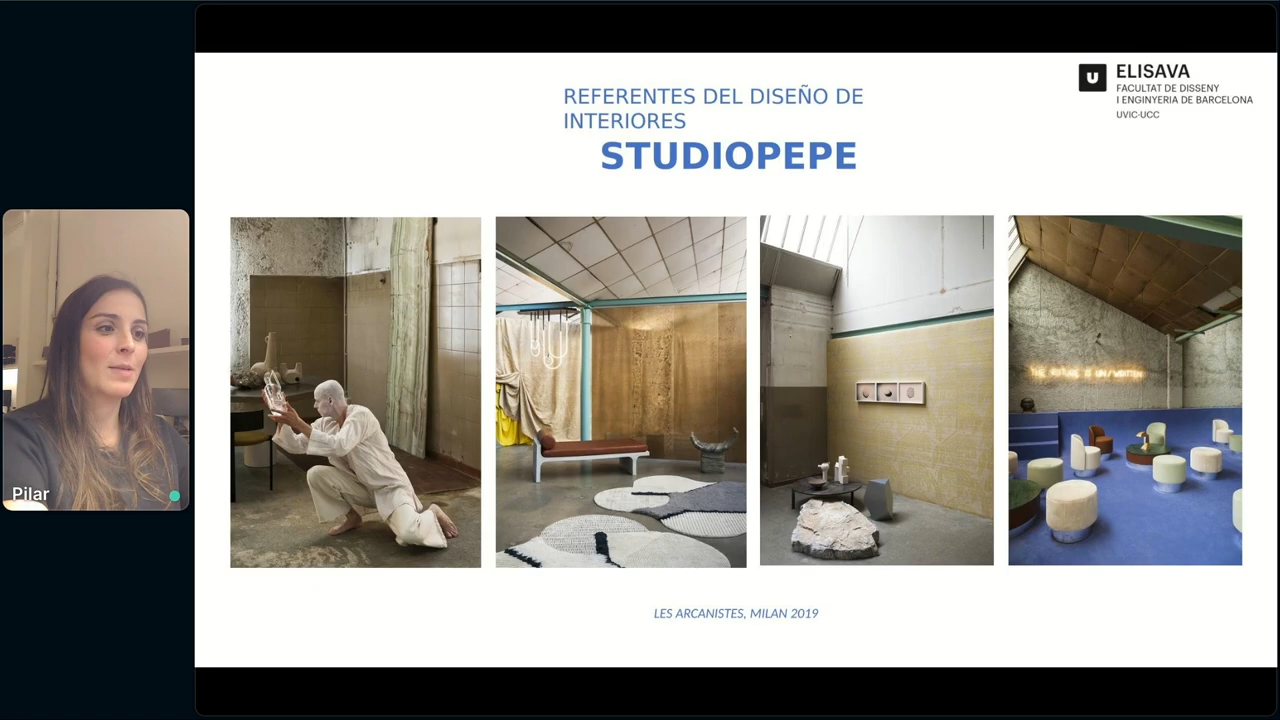 ELISAVA
FACULTAT DE DISSENY
I ENGINYERIA DE BARCELONA
UVIC-UCC
REFERENTES DEL DISEÑO DE
INTERIORES
STUDIOPEPE
Pilar
LES ARCANISTES, MILAN 2019